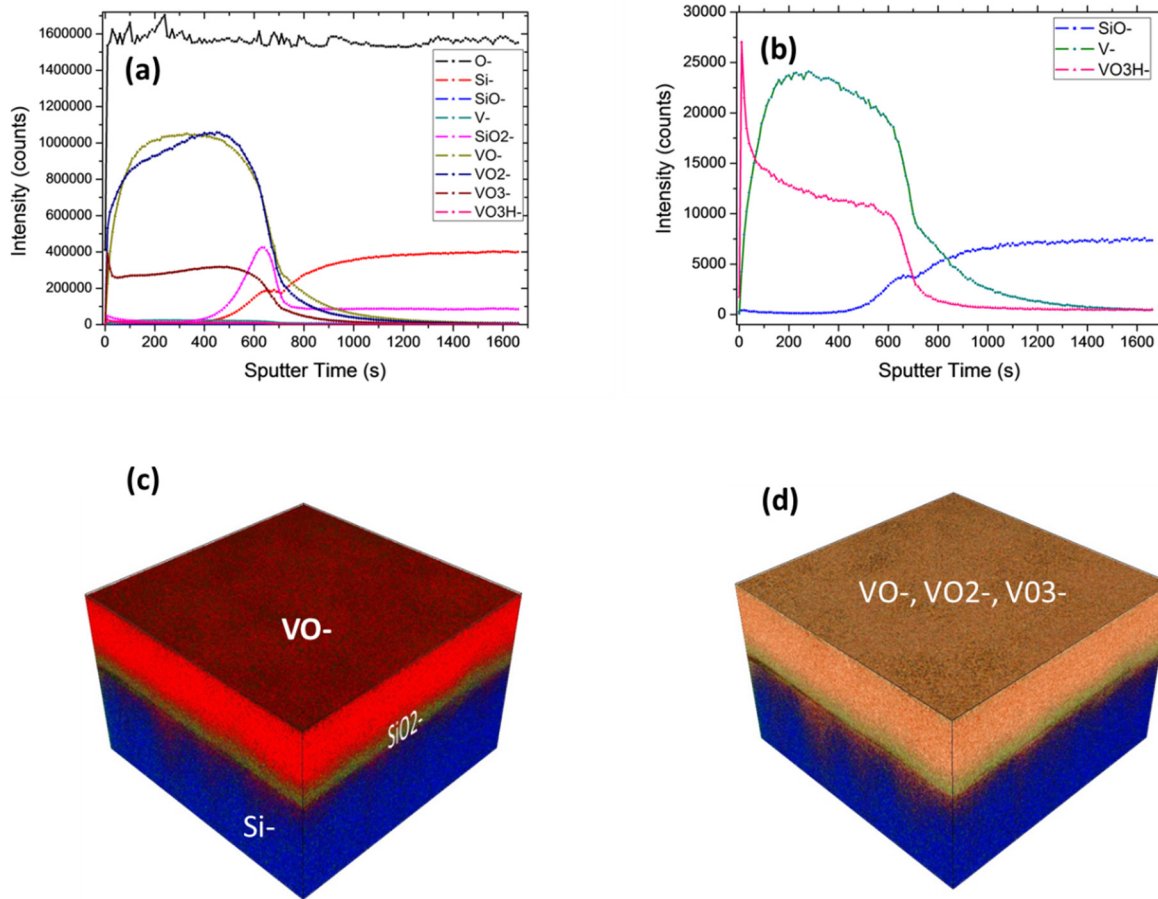 (a)
Intensity (counts)
1600000
1400000
1200000
1000000
800000
600000
400000
200000
0
0 200 400 600 800 1000 1200 1400 1600
Sputter Time (s)
O-
Si-
SiO-
V-
SiO2-
VO-
VO2-
VO3-
VO3H-
(b)
Intensity (counts)
30000
25000
20000
15000
10000
5000
0
0 200 400 600 800 1000 1200 1400 1600
Sputter Time (s)
SiO-
V-
VO3H-
(c)
VO-
SiO2-
Si-
(d)
VO-, VO2-, V03-